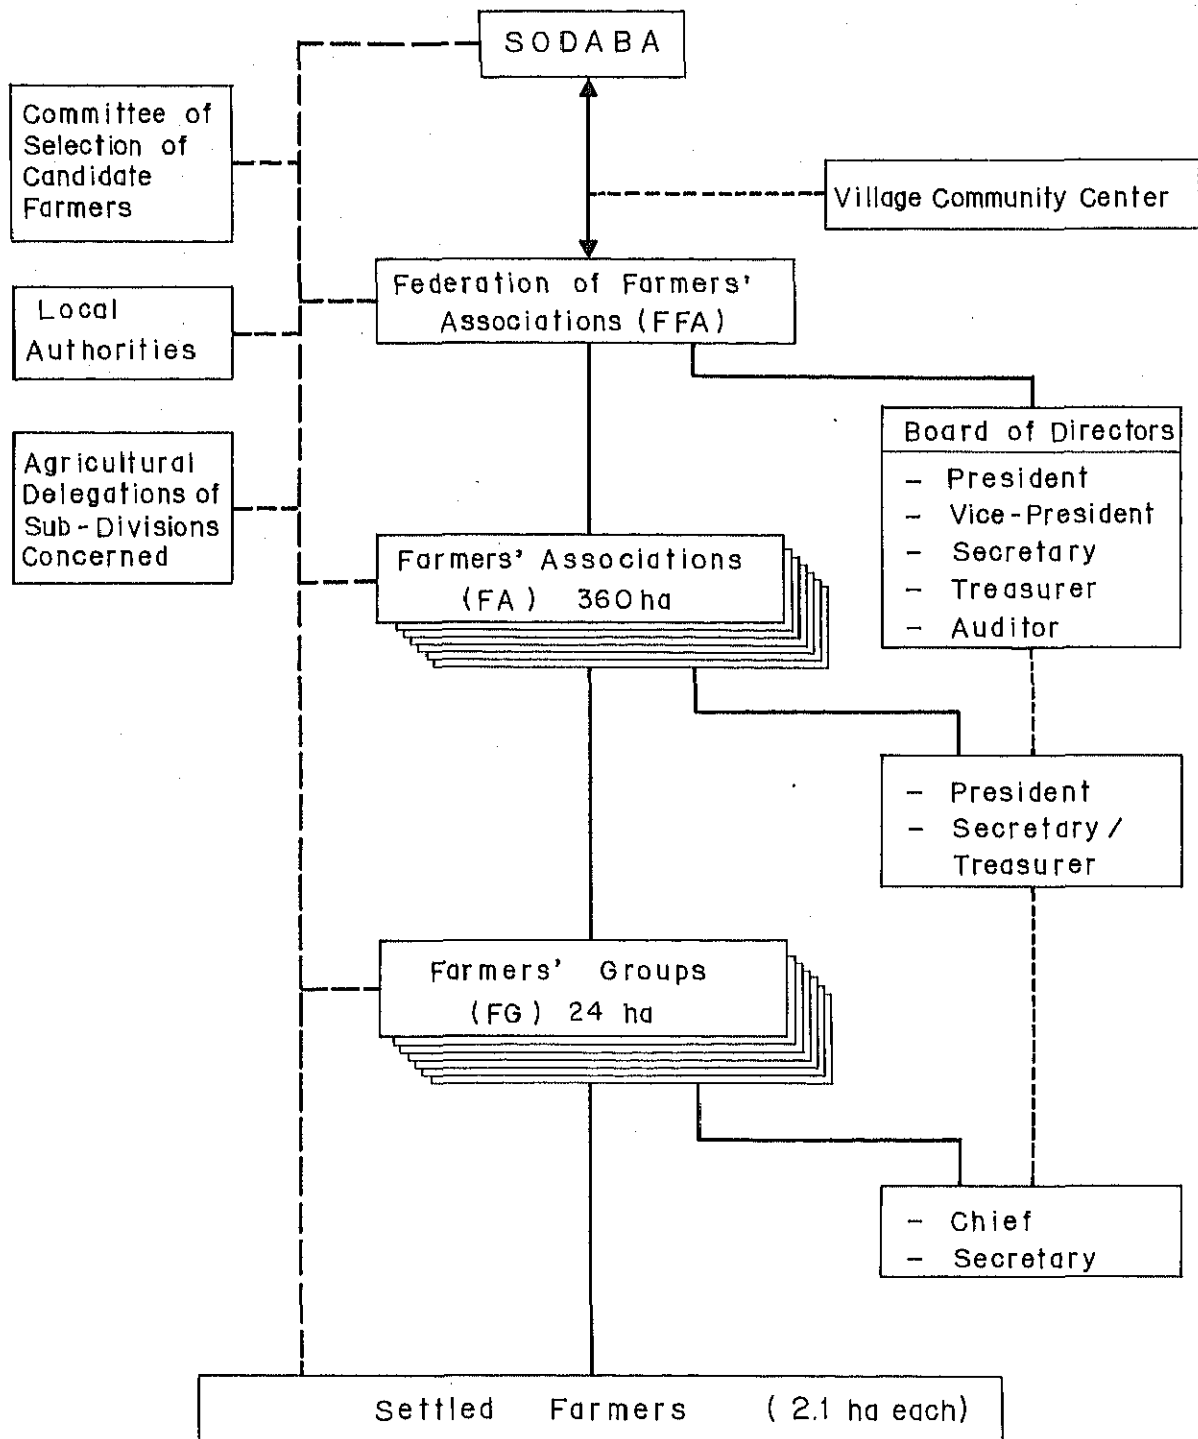 SODABA
Committee of
Selection of
Candidate
Farmers
Village Community Center
Federation of Farmers'
Associations (FFA)
Local
Authorities
Board of Directors
- President
- Vice-President
- Secretary
- Treasurer
- Auditor
Agricultural
Delegations of
Sub-Divisions
Concerned
Farmers' Associations
(FA) 360 ha
- President
- Secretary /
Treasurer
Farmers' Groups
(FG) 24 ha
- Chief
- Secretary
Settled Farmers (2.1 ha each)